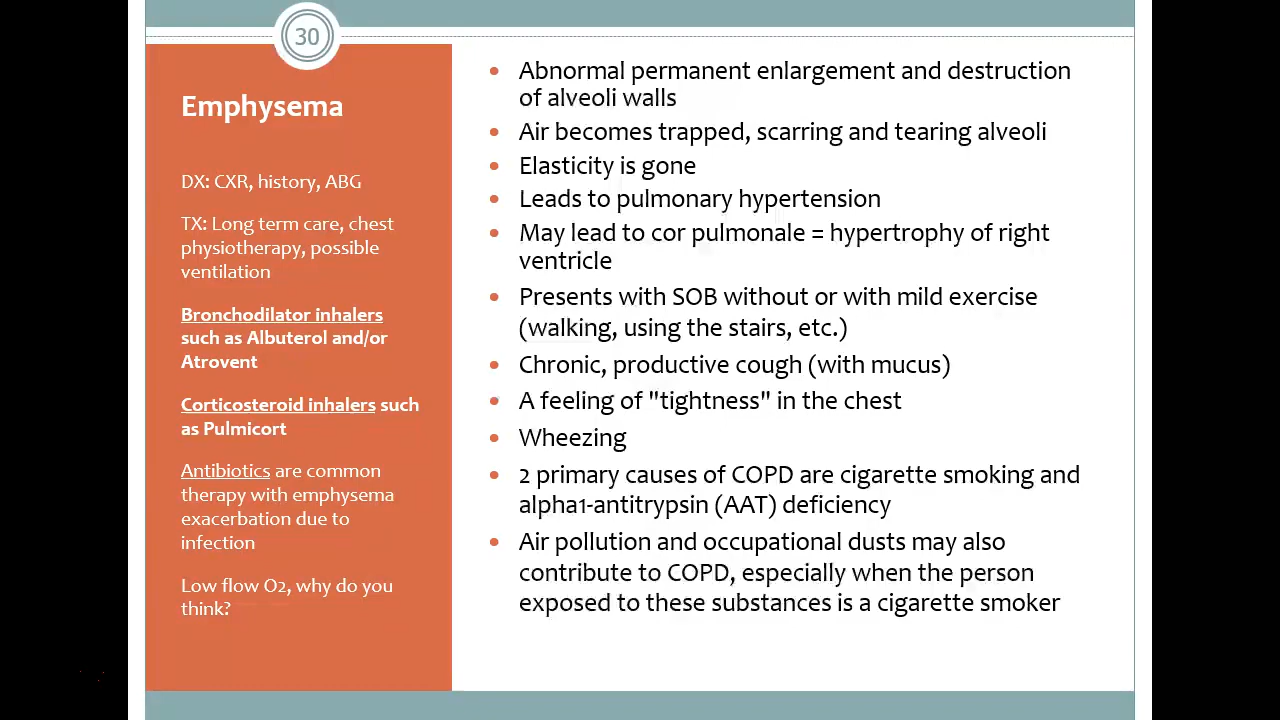 30
Emphysema
DX: CXR, history, ABG
TX: Long term care, chest
physiotherapy, possible
ventilation
Bronchodilator inhalers
such as Albuterol and/or
Atrovent
Corticosteroid inhalers such
as Pulmicort
Antibiotics are common
therapy with emphysema
exacerbation due to
infection
Low flow O2, why do you
think?
• Abnormal permanent enlargement and destruction
of alveoli walls
• Air becomes trapped, scarring and tearing alveoli
• Elasticity is gone
• Leads to pulmonary hypertension
• May lead to cor pulmonale = hypertrophy of right
ventricle
• Presents with SOB without or with mild exercise
(walking, using the stairs, etc.)
• Chronic, productive cough (with mucus)
• A feeling of "tightness" in the chest
• Wheezing
• 2 primary causes of COPD are cigarette smoking and
alpha1-antitrypsin (AAT) deficiency
• Air pollution and occupational dusts may also
contribute to COPD, especially when the person
exposed to these substances is a cigarette smoker